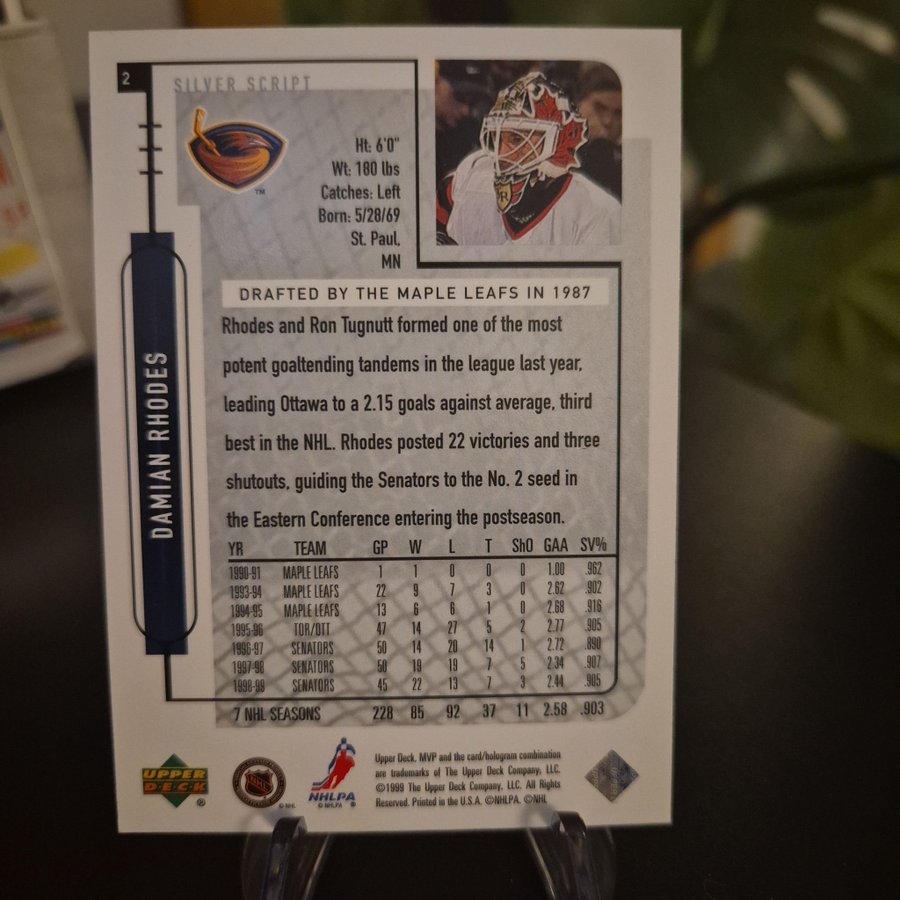 2
SILVER SCRIPT
Ht: 6'0"
Wt: 180 lbs
Catches: Left
Born: 5/28/69
St. Paul,
MN
TM
DRAFTED BY THE MAPLE LEAFS IN 1987
DAMIAN RHODES
Rhodes and Ron Tugnutt formed one of the most
potent goaltending tandems in the league last year,
leading Ottawa to a 2.15 goals against average, third
best in the NHL. Rhodes posted 22 victories and three
shutouts, guiding the Senators to the No. 2 seed in
the Eastern Conference entering the postseason.
YR TEAM GP W L T ShO GAA SV%
1990-91 MAPLE LEAFS 1 1 0 0 0 1.00 .962
1993-94 MAPLE LEAFS 22 9 7 3 0 2.62 .902
1994-95 MAPLE LEAFS 13 6 6 1 0 2.68 .916
1995-96 TOR/OTT 47 14 27 5 2 2.77 .905
1996-97 SENATORS 50 14 20 14 1 2.72 .890
1997-98 SENATORS 50 19 19 7 5 2.34 .907
1998-99 SENATORS 45 22 13 7 3 2.44 .905
7 NHL SEASONS 228 85 92 37 11 2.58 .903
UPPER
DECK
®
NHL
©NHL
NHLPA
©NHLPA ®
Upper Deck, MVP and the card/hologram combination
are trademarks of The Upper Deck Company, LLC.
©1999 The Upper Deck Company, LLC. All Rights
Reserved. Printed in the U.S.A. ©NHLPA. ©NHL